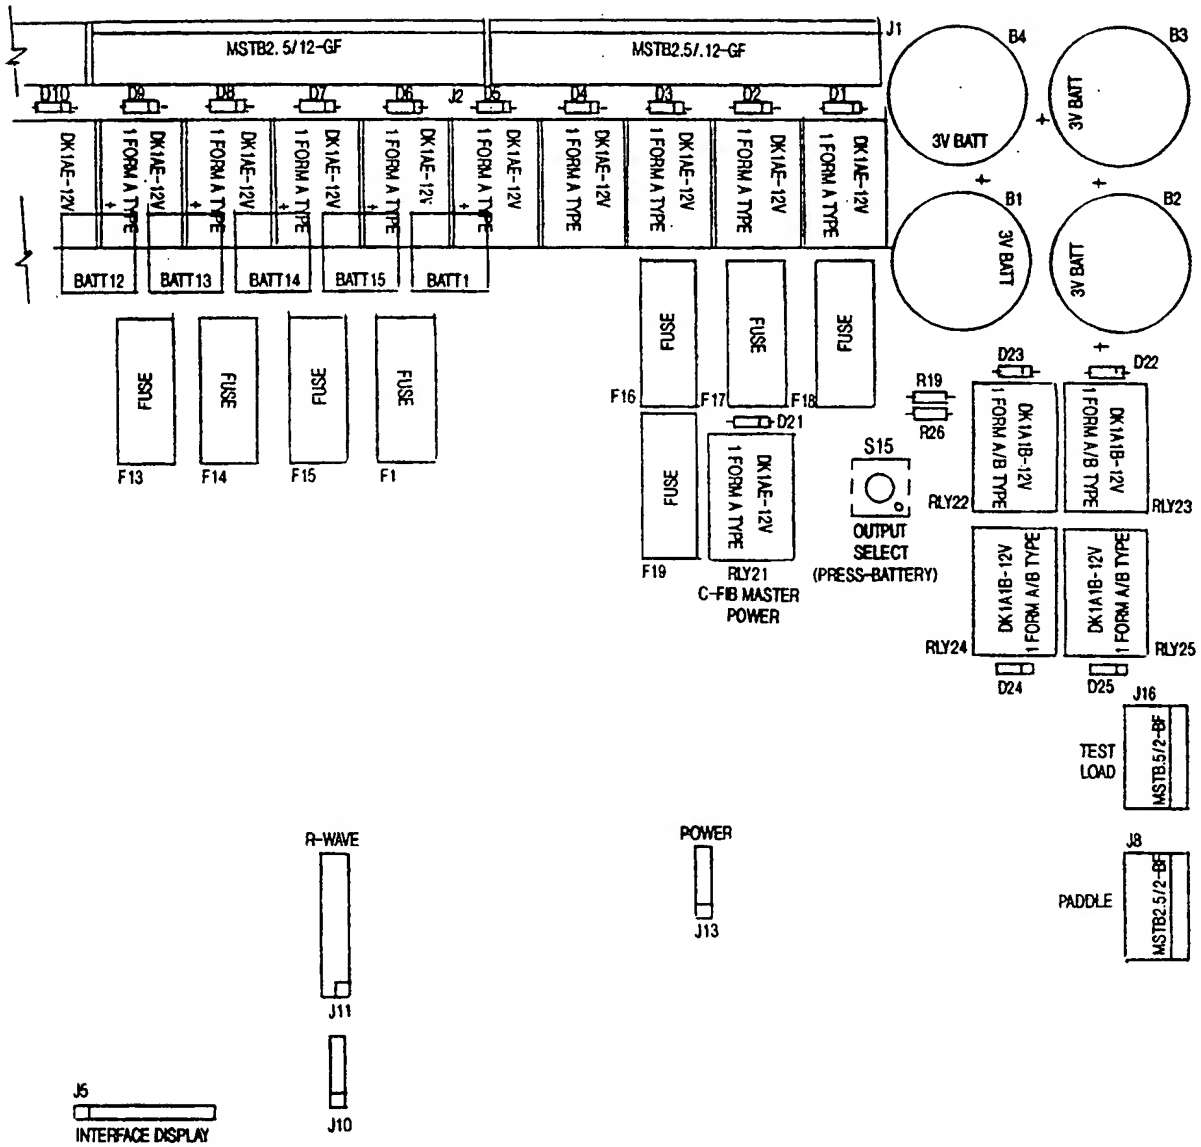 J1
MSTB2.5/12-GF
MSTB2.5/.12-GF
B4
B3
D10
D9
D8
D7
D6
J2
D5
D4
D3
D2
D1
3V BATT
3V BATT
DK1AE-12V
DK1AE-12V
1 FORM A TYPE
DK1AE-12V
1 FORM A TYPE
DK1AE-12V
1 FORM A TYPE
DK1AE-12V
1 FORM A TYPE
DK1AE-12V
1 FORM A TYPE
DK1AE-12V
1 FORM A TYPE
DK1AE-12V
1 FORM A TYPE
DK1AE-12V
1 FORM A TYPE
DK1AE-12V
1 FORM A TYPE
+
+
+
+
+
+
+
+
+
B1
B2
3V BATT
3V BATT
BATT12
BATT13
BATT14
BATT15
BATT1
FUSE
FUSE
FUSE
FUSE
FUSE
FUSE
FUSE
F16
F17
F18
D21
D23
D22
R19
R26
F13
F14
F15
F1
FUSE
F19
DK1AE-12V
1 FORM A TYPE
RLY21
C-FIB MASTER
POWER
S15
OUTPUT
SELECT
(PRESS-BATTERY)
DK1A1B-12V
1 FORM A/B TYPE
RLY22
DK1A1B-12V
1 FORM A/B TYPE
RLY23
DK1A1B-12V
1 FORM A/B TYPE
RLY24
DK1A1B-12V
1 FORM A/B TYPE
RLY25
D24
D25
J16
TEST
LOAD
MSTB.5/2-BF
R-WAVE
POWER
J8
PADDLE
MSTB2.5/2-BF
J13
J11
J10
J5
INTERFACE DISPLAY